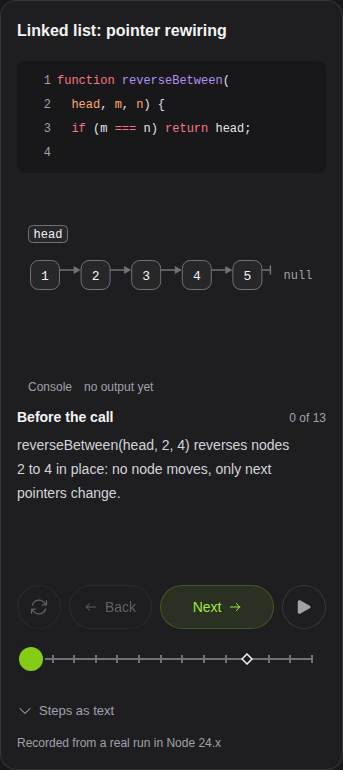 Linked list: pointer rewiring
1 function reverseBetween(
2   head, m, n) {
3   if (m === n) return head;
4
head
1 2 3 4 5 null
Console no output yet
Before the call 0 of 13
reverseBetween(head, 2, 4) reverses nodes
2 to 4 in place: no node moves, only next
pointers change.
Back Next
Steps as text
Recorded from a real run in Node 24.x